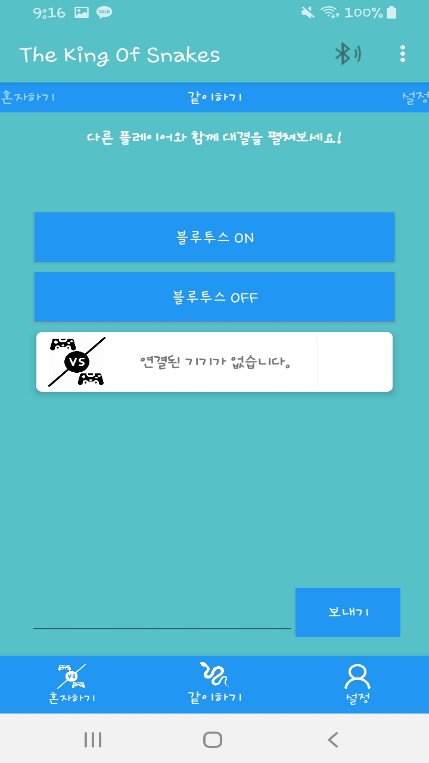 9:16 TALK 100%
The King Of Snakes
혼자하기 같이하기 설정
다른 플레이어와 함께 대결을 펼쳐보세요!
블루투스 ON
블루투스 OFF
VS 연결된 기기가 없습니다.
보내기
VS
혼자하기 같이하기 설정